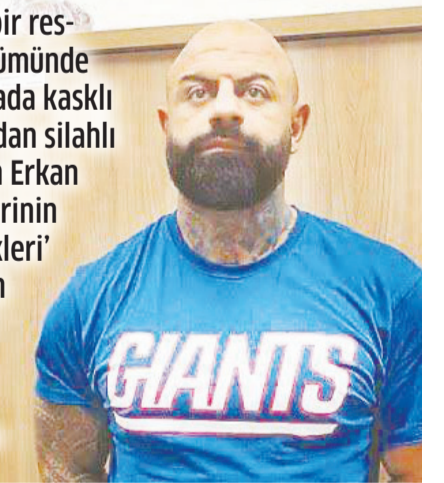 bir res-
ümünde
ada kasklı
dan silahlı
n Erkan
rinin
kleri’
n
GIANTS